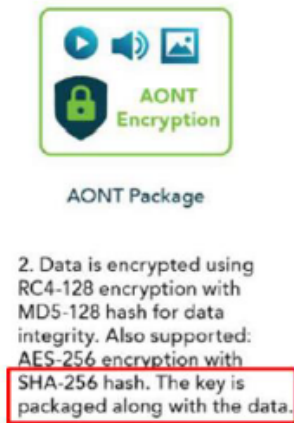 AONT
Encryption
AONT Package
2. Data is encrypted using
RC4-128 encryption with
MD5-128 hash for data
integrity. Also supported:
AES-256 encryption with
SHA-256 hash. The key is
packaged along with the data.